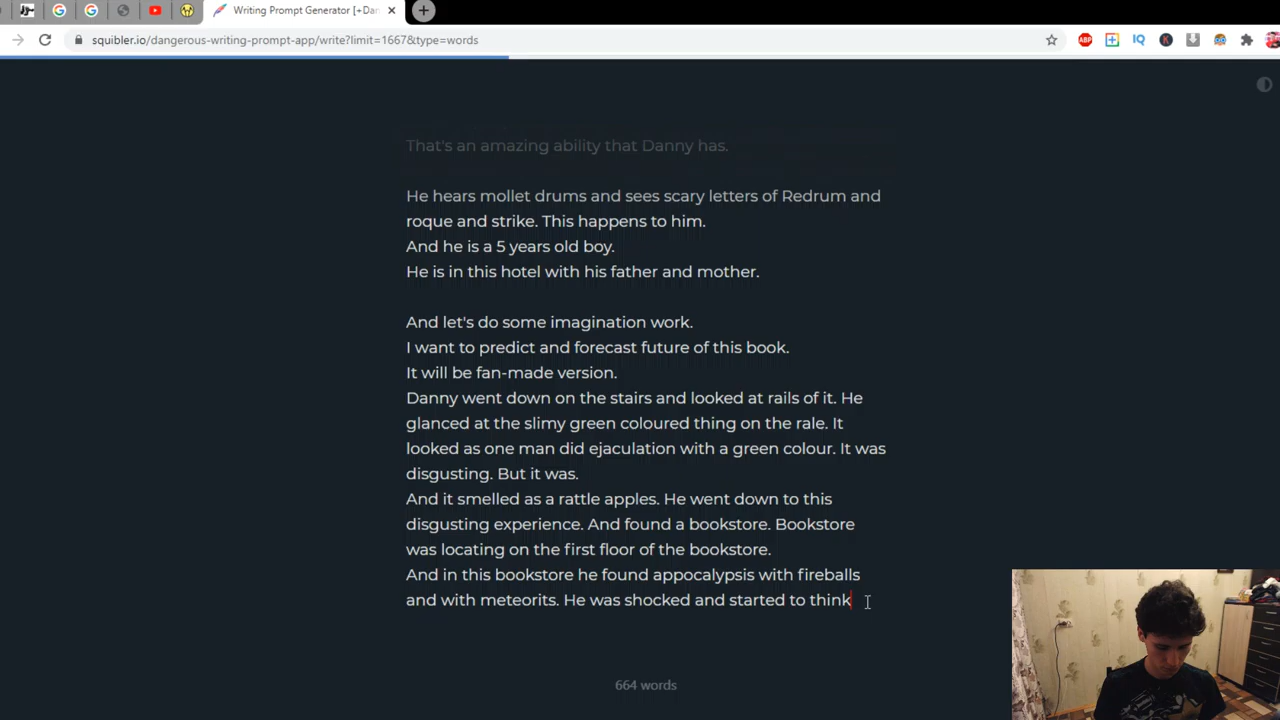 Writing Prompt Generator [+Dan
squibler.io/dangerous-writing-prompt-app/write?limit=1667&type=words
ABP
IQ
K
That's an amazing ability that Danny has.
He hears mollet drums and sees scary letters of Redrum and
roque and strike. This happens to him.
And he is a 5 years old boy.
He is in this hotel with his father and mother.
And let's do some imagination work.
I want to predict and forecast future of this book.
It will be fan-made version.
Danny went down on the stairs and looked at rails of it. He
glanced at the slimy green coloured thing on the rale. It
looked as one man did ejaculation with a green colour. It was
disgusting. But it was.
And it smelled as a rattle apples. He went down to this
disgusting experience. And found a bookstore. Bookstore
was locating on the first floor of the bookstore.
And in this bookstore he found appocalypsis with fireballs
and with meteorits. He was shocked and started to think
664 words